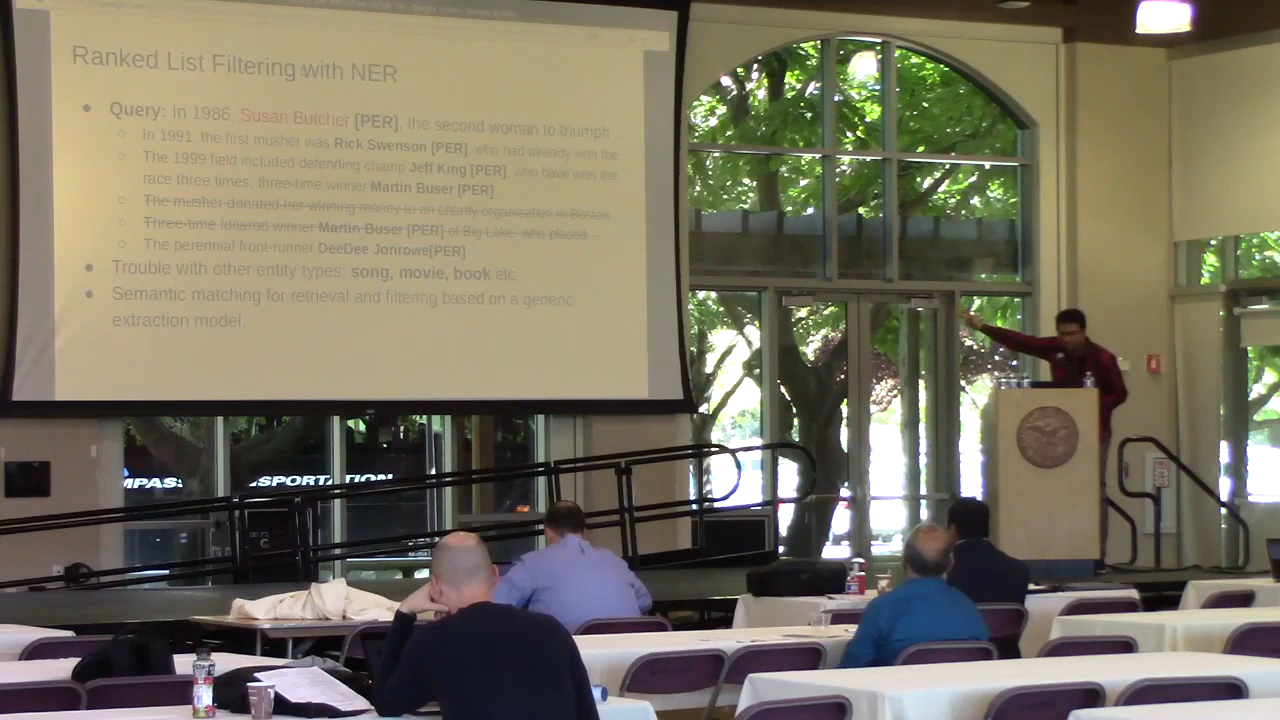 Ranked List Filtering with NER
● Query: In 1986, Susan Butcher [PER], the second woman to triumph...
○ In 1991, the first musher was Rick Swenson [PER], who had already won the ...
○ The 1999 field included defending champ Jeff King [PER], who have won the
race three times; three-time winner Martin Buser [PER]
○ The musher donated her winning money to an charity organization in Boston...
○ Three-time Iditarod winner Martin Buser [PER] of Big Lake, who placed ...
○ The perennial front-runner DeeDee Jonrowe[PER]
● Trouble with other entity types: song, movie, book etc
● Semantic matching for retrieval and filtering based on a generic
extraction model.
MPASS
SPORTATION